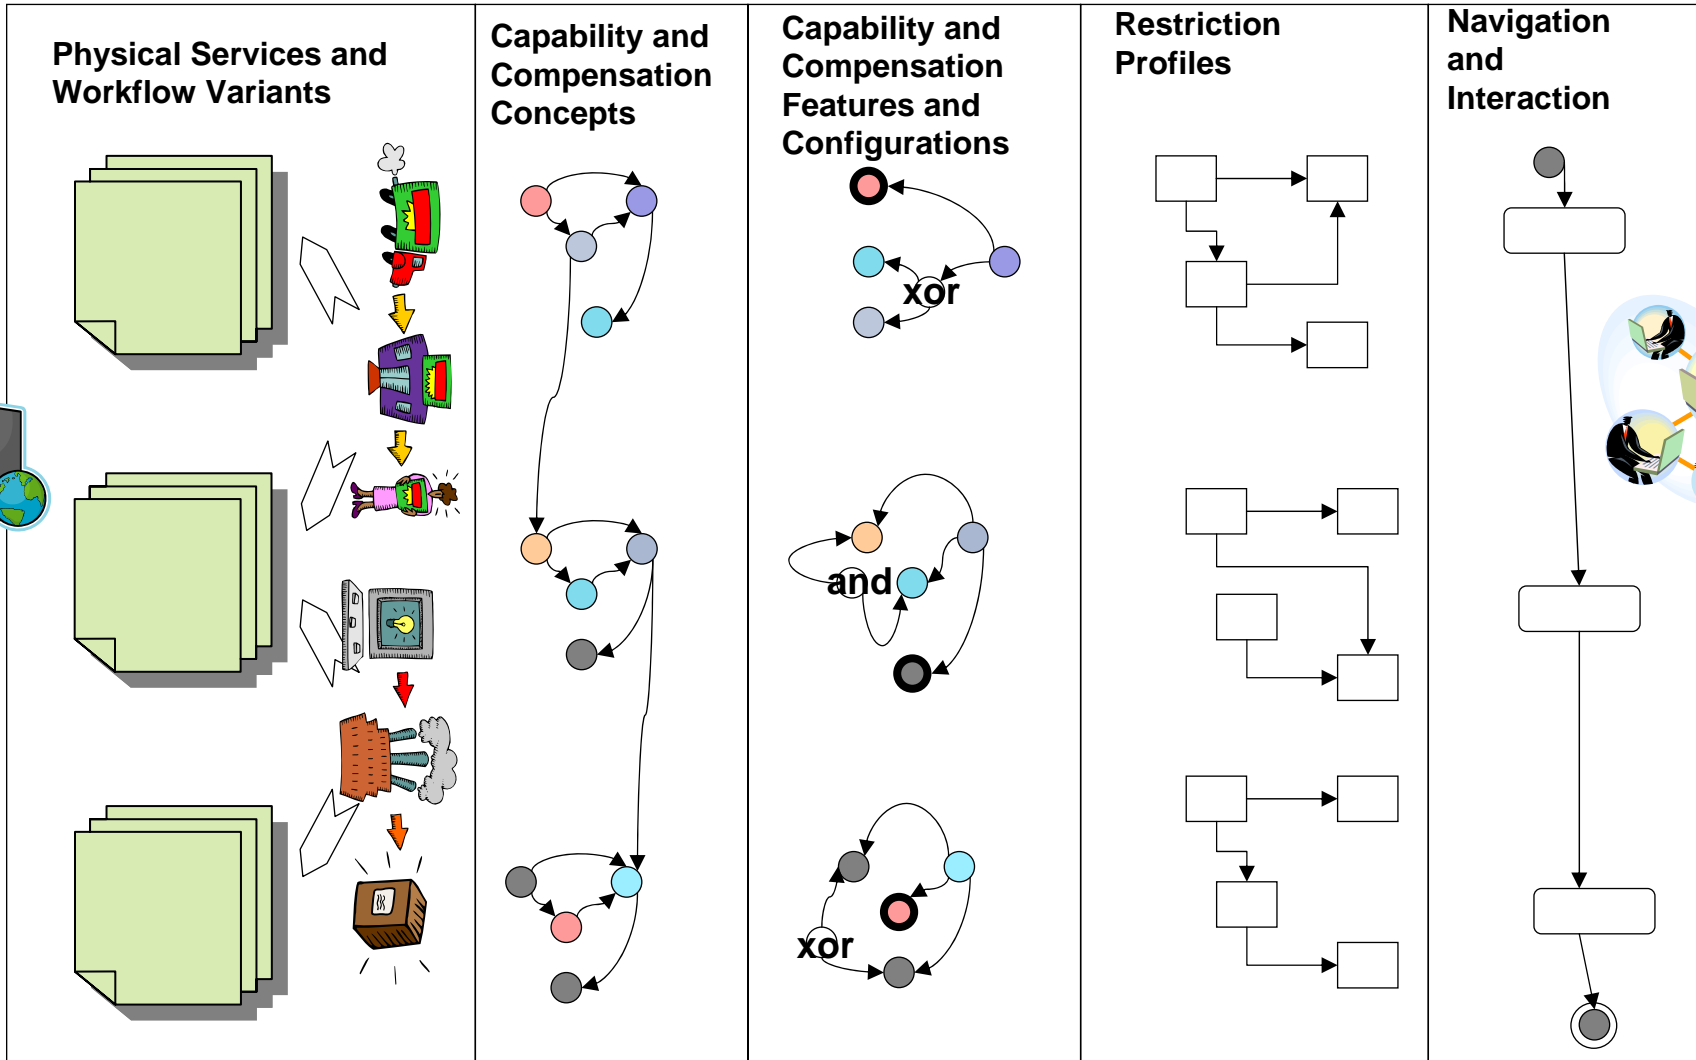 Physical Services and
Workflow Variants
Capability and
Compensation
Concepts
Capability and
Compensation
Features and
Configurations
Restriction
Profiles
Navigation
and
Interaction
xor
and
xor